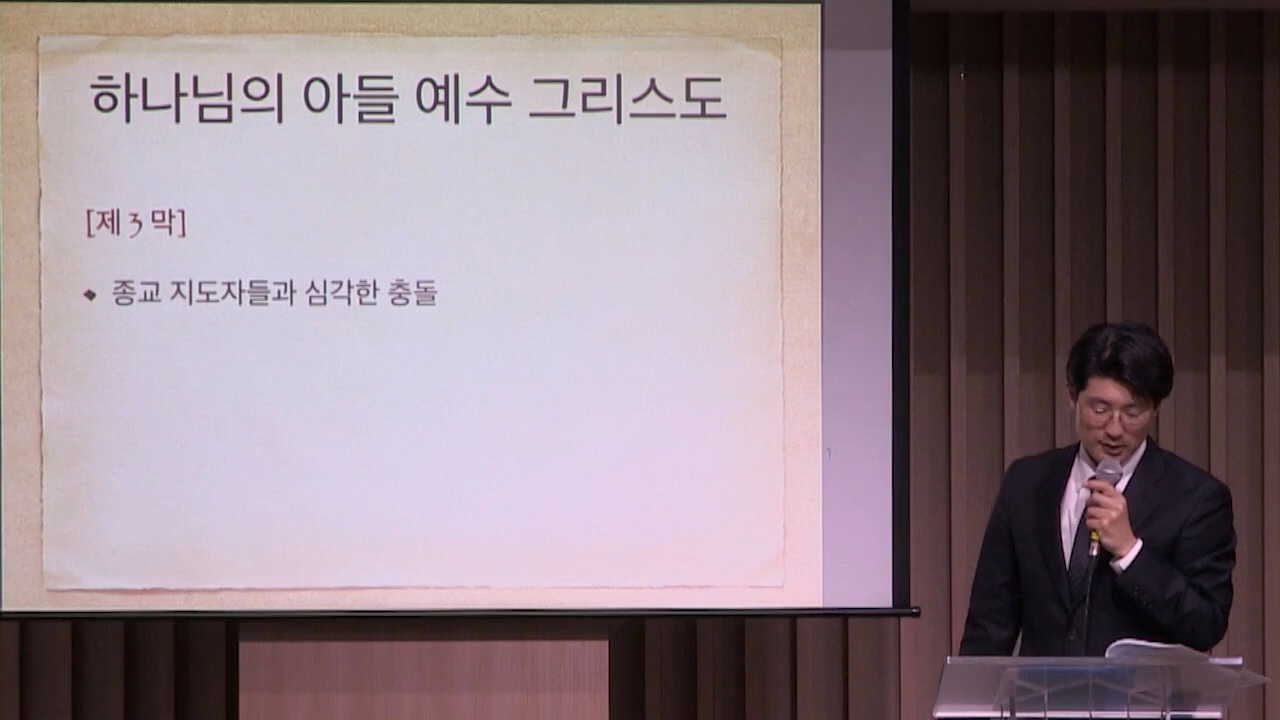 하나님의 아들 예수 그리스도
[제 3 막]
◆ 종교 지도자들과 심각한 충돌